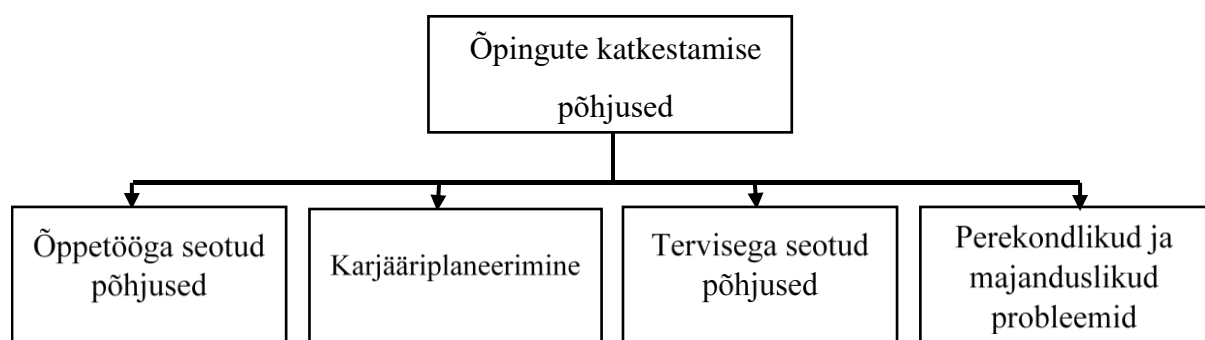 Õpingute katkestamise
põhjused
Õppetööga seotud
põhjused
Karjääriplaneerimine
Tervisega seotud
põhjused
Perekondlikud ja
majanduslikud
probleemid